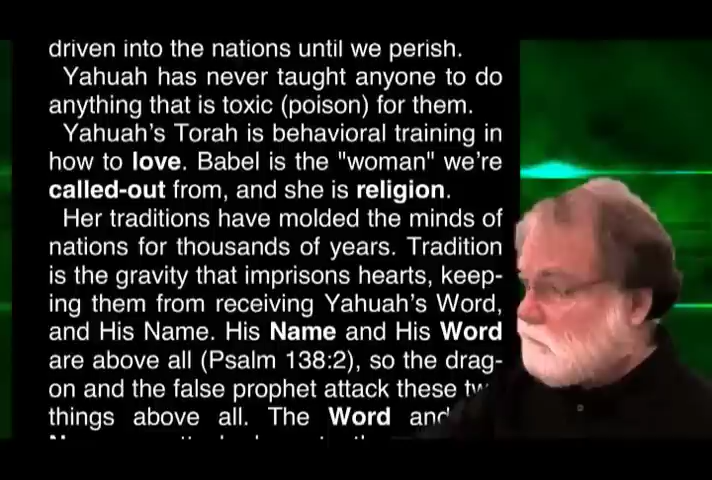 driven into the nations until we perish.
Yahuah has never taught anyone to do
anything that is toxic (poison) for them.
Yahuah's Torah is behavioral training in
how to love. Babel is the "woman" we're
called-out from, and she is religion.
Her traditions have molded the minds of
nations for thousands of years. Tradition
is the gravity that imprisons hearts, keep-
ing them from receiving Yahuah's Word,
and His Name. His Name and His Word
are above all (Psalm 138:2), so the drag-
on and the false prophet attack these
things above all. The Word and